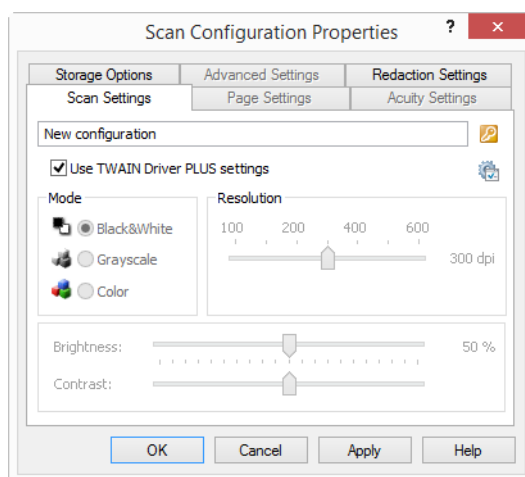 Scan Configuration Properties ?
Storage Options Advanced Settings Redaction Settings
Scan Settings Page Settings Acuity Settings
New configuration
Use TWAIN Driver PLUS settings
Mode Resolution
Black&White 100 200 400 600
Grayscale 300 dpi
Color
Brightness: 50 %
Contrast:
OK Cancel Apply Help